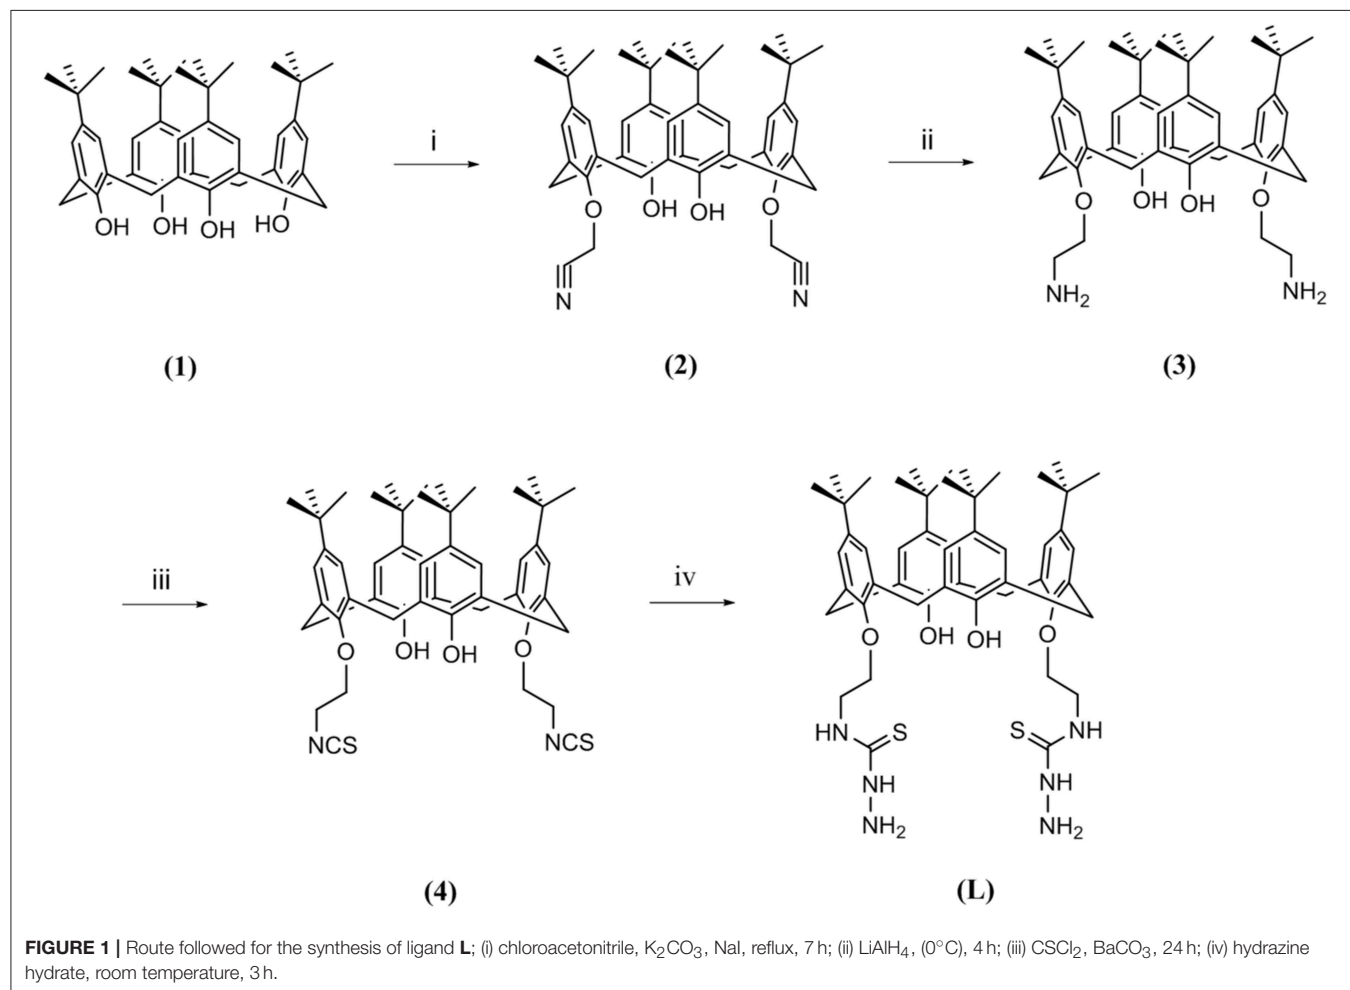 i
ii
OH OH OH HO
O OH OH O
N N
O OH OH O
NH₂ NH₂
(1) (2) (3)
iii
iv
O OH OH O
NCS NCS
O OH OH O
HN S S NH
NH NH
NH₂ NH₂
(4) (L)
FIGURE 1 | Route followed for the synthesis of ligand L; (i) chloroacetonitrile, K₂CO₃, NaI, reflux, 7 h; (ii) LiAlH₄, (0°C), 4 h; (iii) CSCl₂, BaCO₃, 24 h; (iv) hydrazine
hydrate, room temperature, 3 h.